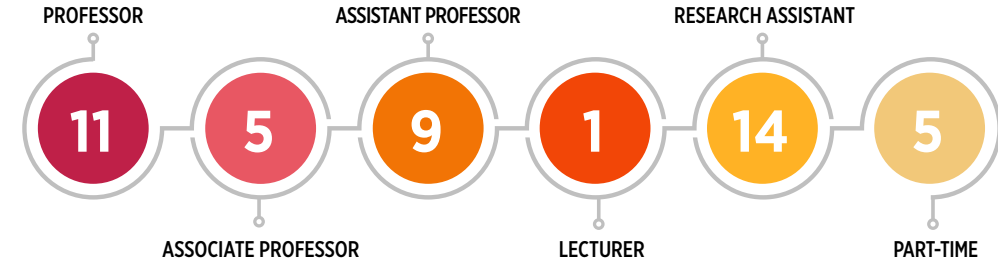 PROFESSOR
ASSISTANT PROFESSOR
RESEARCH ASSISTANT
11
5
9
1
14
5
ASSOCIATE PROFESSOR
LECTURER
PART-TIME